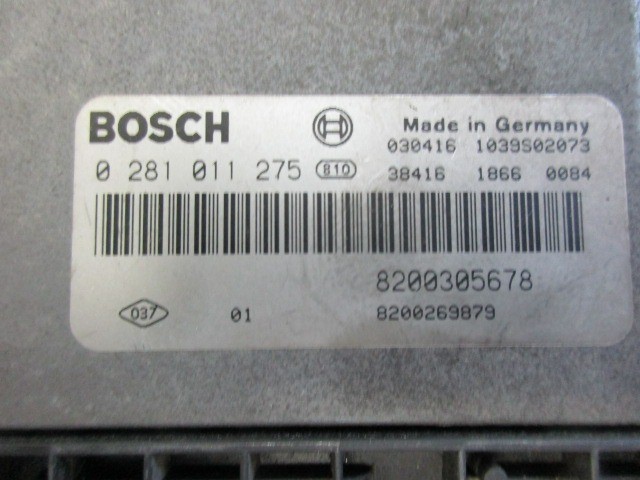 BOSCH
Made in Germany
030416 1039S02073
0 281 011 275 810
38416 1866 0084
8200305678
037 01 8200269879